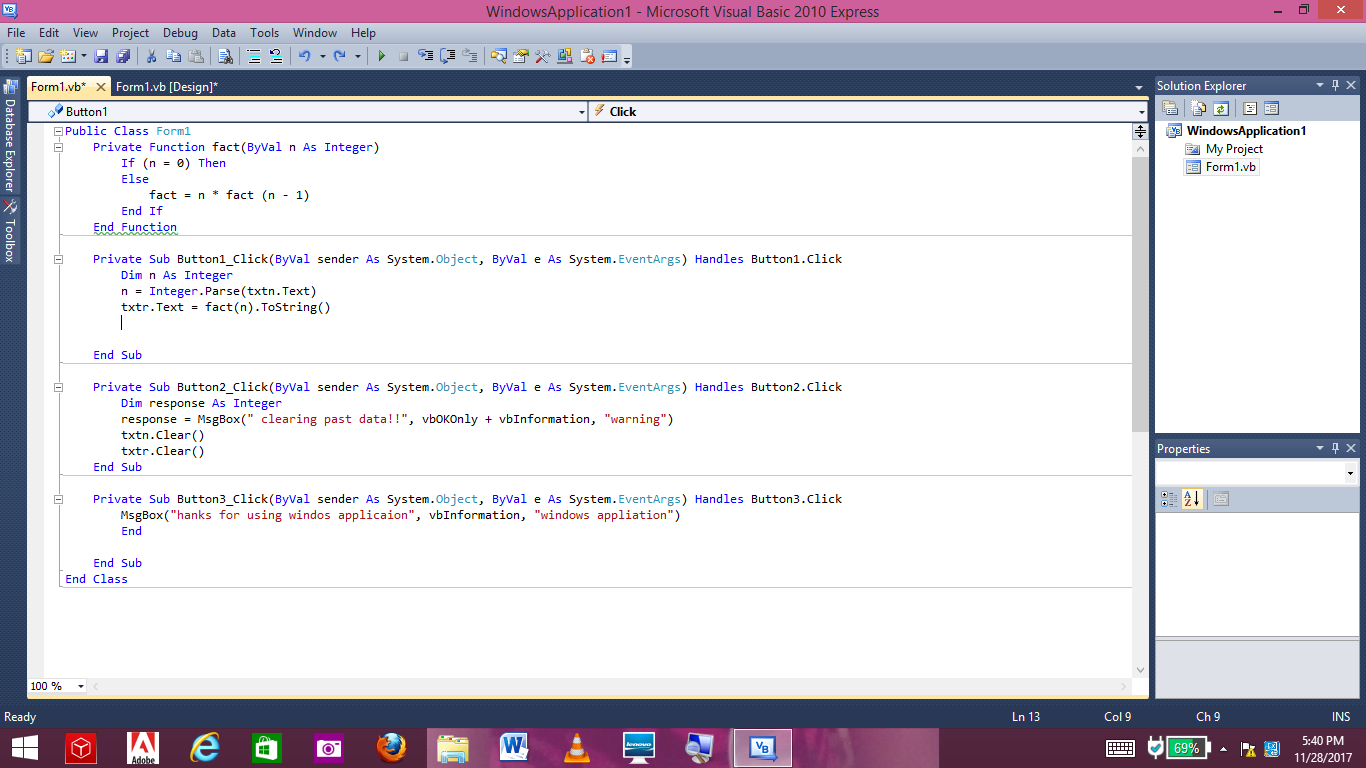 WindowsApplication1 - Microsoft Visual Basic 2010 Express
File Edit View Project Debug Data Tools Window Help
Form1.vb* Form1.vb [Design]*
Button1 Click
Database Explorer
Toolbox
Public Class Form1
Private Function fact(ByVal n As Integer)
If (n = 0) Then
Else
fact = n * fact (n - 1)
End If
End Function
Private Sub Button1_Click(ByVal sender As System.Object, ByVal e As System.EventArgs) Handles Button1.Click
Dim n As Integer
n = Integer.Parse(txtn.Text)
txtr.Text = fact(n).ToString()
End Sub
Private Sub Button2_Click(ByVal sender As System.Object, ByVal e As System.EventArgs) Handles Button2.Click
Dim response As Integer
response = MsgBox(" clearing past data!!", vbOKOnly + vbInformation, "warning")
txtn.Clear()
txtr.Clear()
End Sub
Private Sub Button3_Click(ByVal sender As System.Object, ByVal e As System.EventArgs) Handles Button3.Click
MsgBox("hanks for using windos applicaion", vbInformation, "windows appliation")
End
End Sub
End Class
100 %
Solution Explorer
WindowsApplication1
My Project
Form1.vb
Properties
Ready Ln 13 Col 9 Ch 9 INS
Adobe
lenovo
VB
69%
5:40 PM
11/28/2017